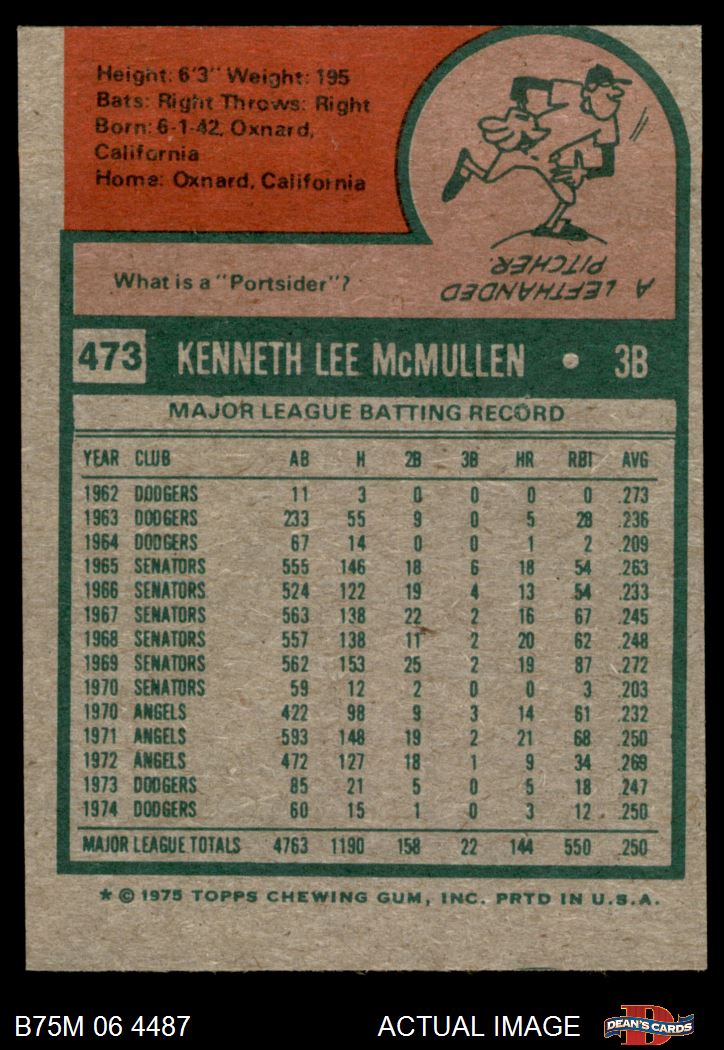 Height: 6'3" Weight: 195
Bats: Right Throws: Right
Born: 6-1-42, Oxnard,
California
Home: Oxnard, California
What is a "Portsider"?
A LEFTHANDED
PITCHER.
473 KENNETH LEE McMULLEN • 3B
MAJOR LEAGUE BATTING RECORD
YEAR CLUB AB H 2B 3B HR RBI AVG
1962 DODGERS 11 3 0 0 0 0 .273
1963 DODGERS 233 55 9 0 5 28 .236
1964 DODGERS 67 14 0 0 1 2 .209
1965 SENATORS 555 146 18 6 18 54 .263
1966 SENATORS 524 122 19 4 13 54 .233
1967 SENATORS 563 138 22 2 16 67 .245
1968 SENATORS 557 138 11 2 20 62 .248
1969 SENATORS 562 153 25 2 19 87 .272
1970 SENATORS 59 12 2 0 0 3 .203
1970 ANGELS 422 98 9 3 14 61 .232
1971 ANGELS 593 148 19 2 21 68 .250
1972 ANGELS 472 127 18 1 9 34 .269
1973 DODGERS 85 21 5 0 5 18 .247
1974 DODGERS 60 15 1 0 3 12 .250
MAJOR LEAGUE TOTALS 4763 1190 158 22 144 550 .250
* © 1975 TOPPS CHEWING GUM, INC. PRTD IN U.S.A.
B75M 06 4487 ACTUAL IMAGE
DEAN'S CARDS